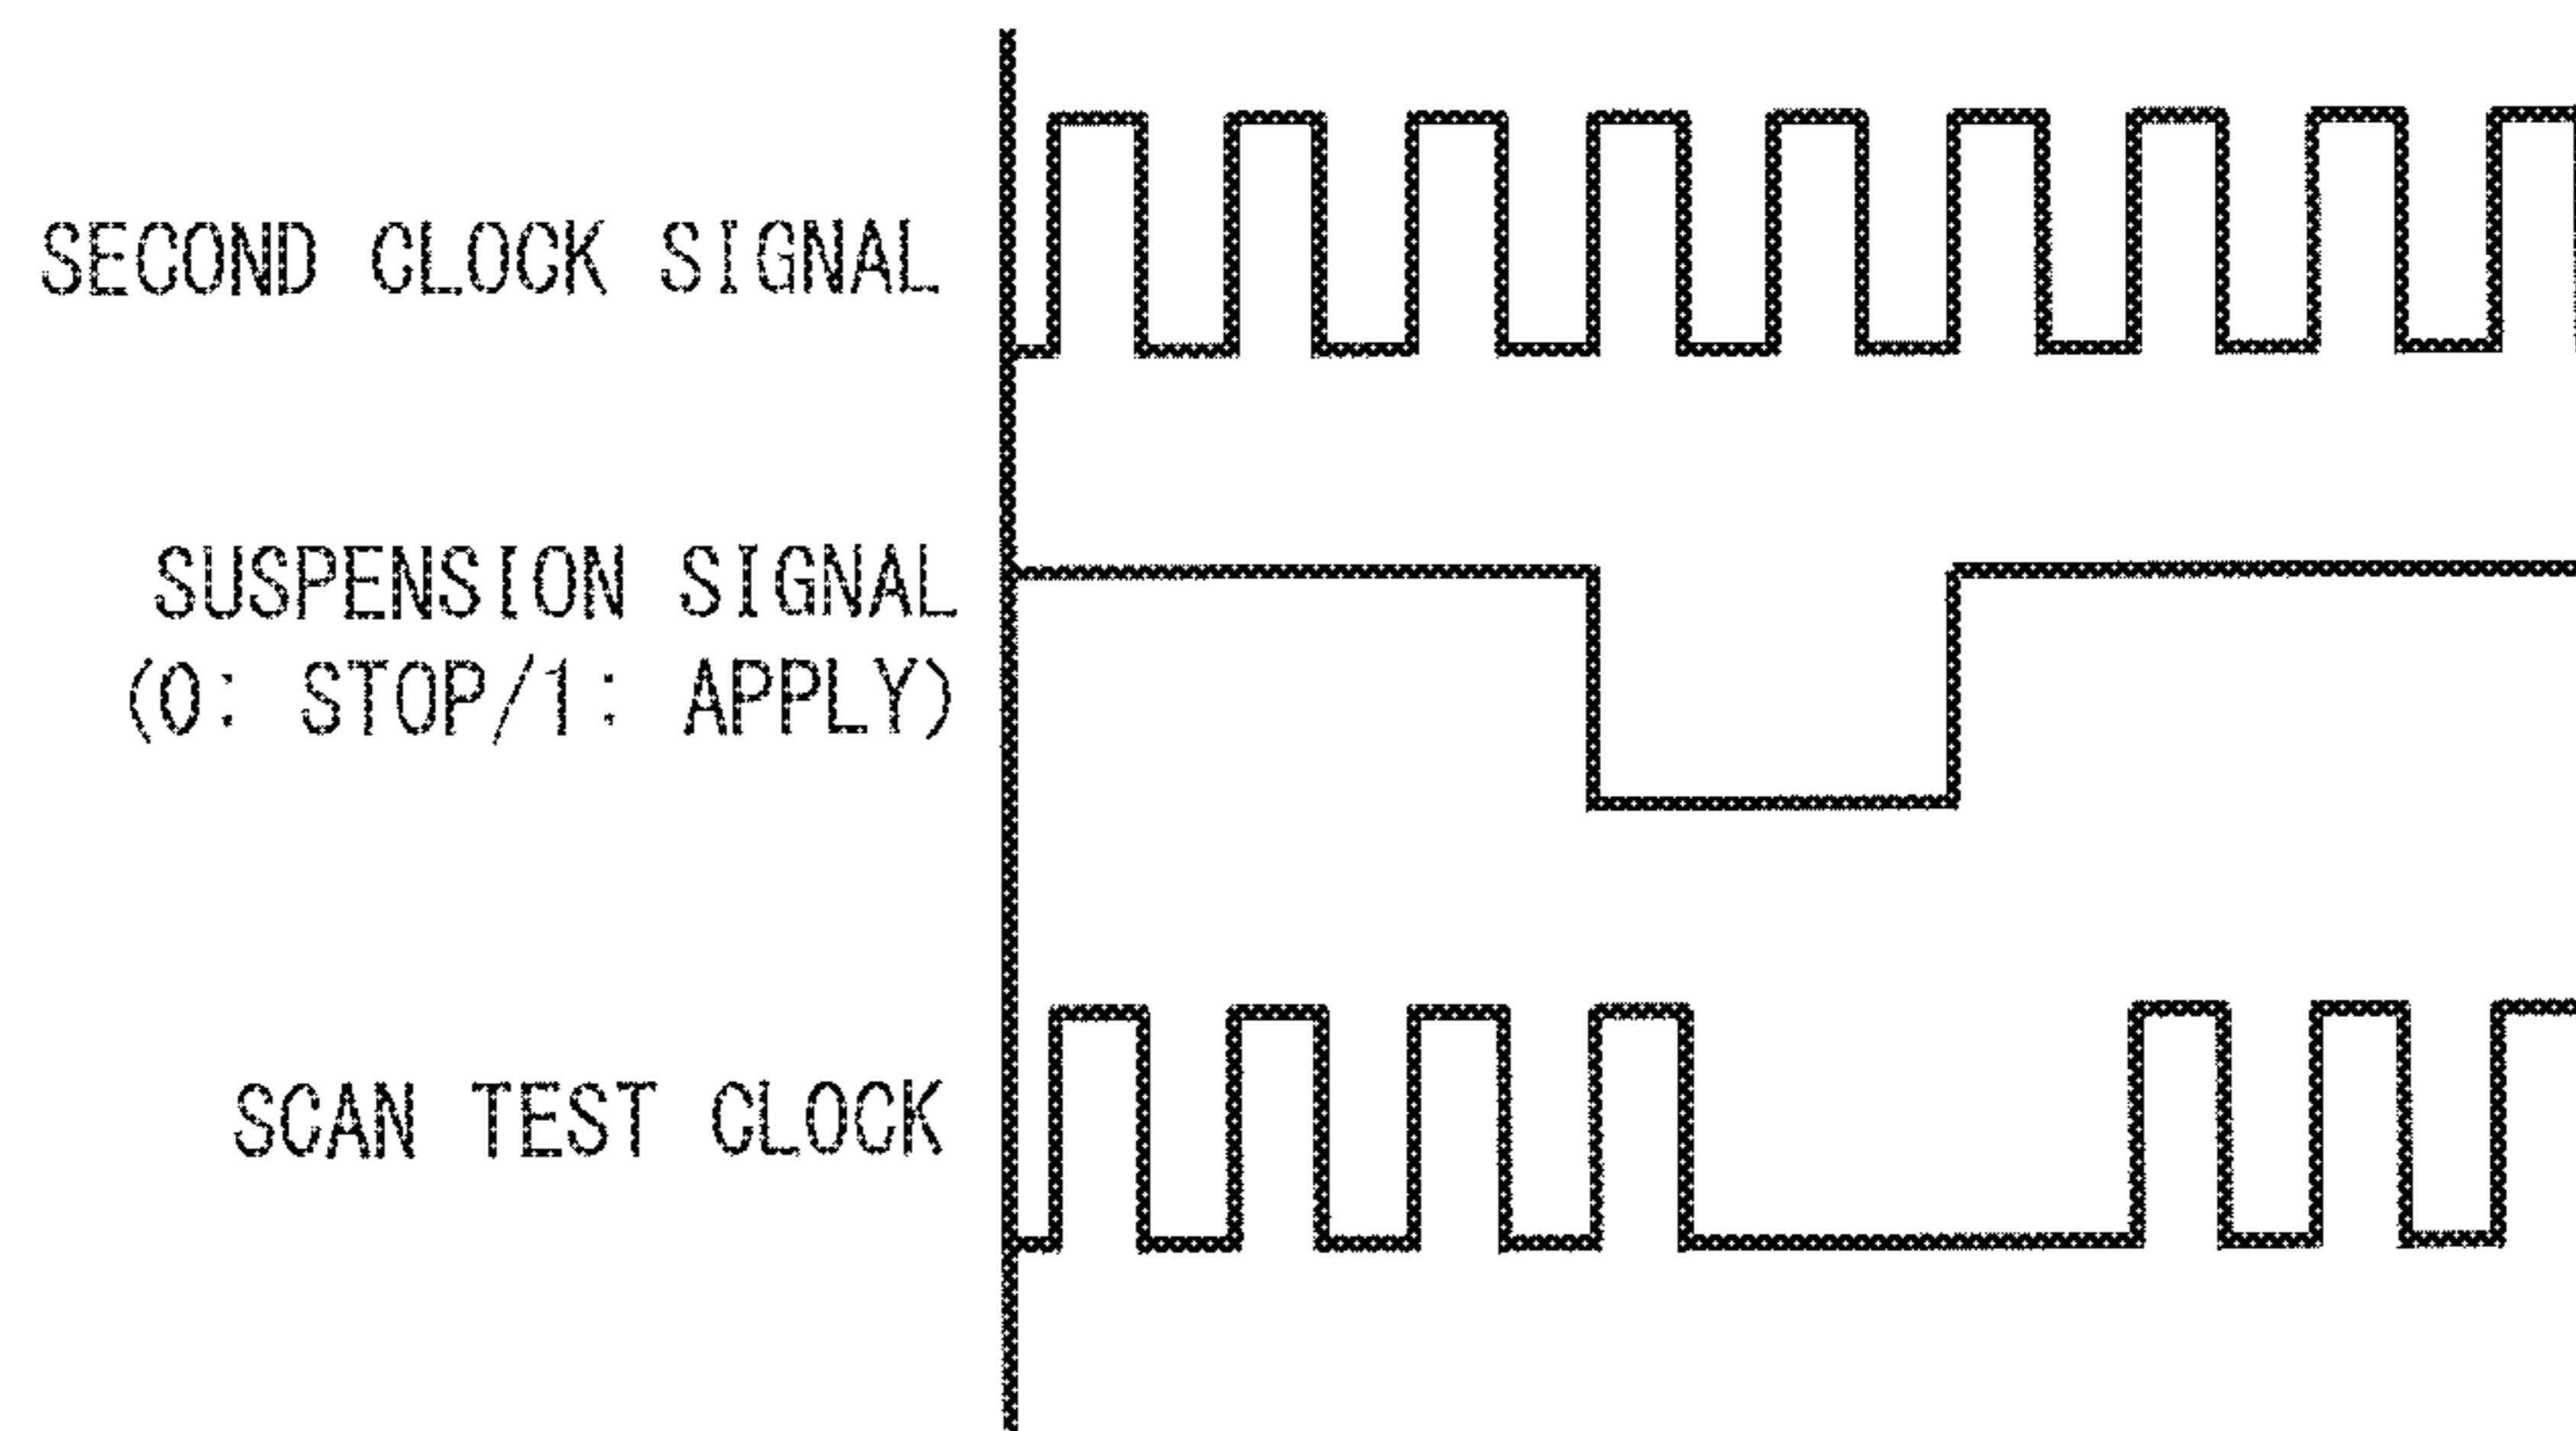 SECOND CLOCK SIGNAL
SUSPENSION SIGNAL
(0: STOP/1: APPLY)
SCAN TEST CLOCK